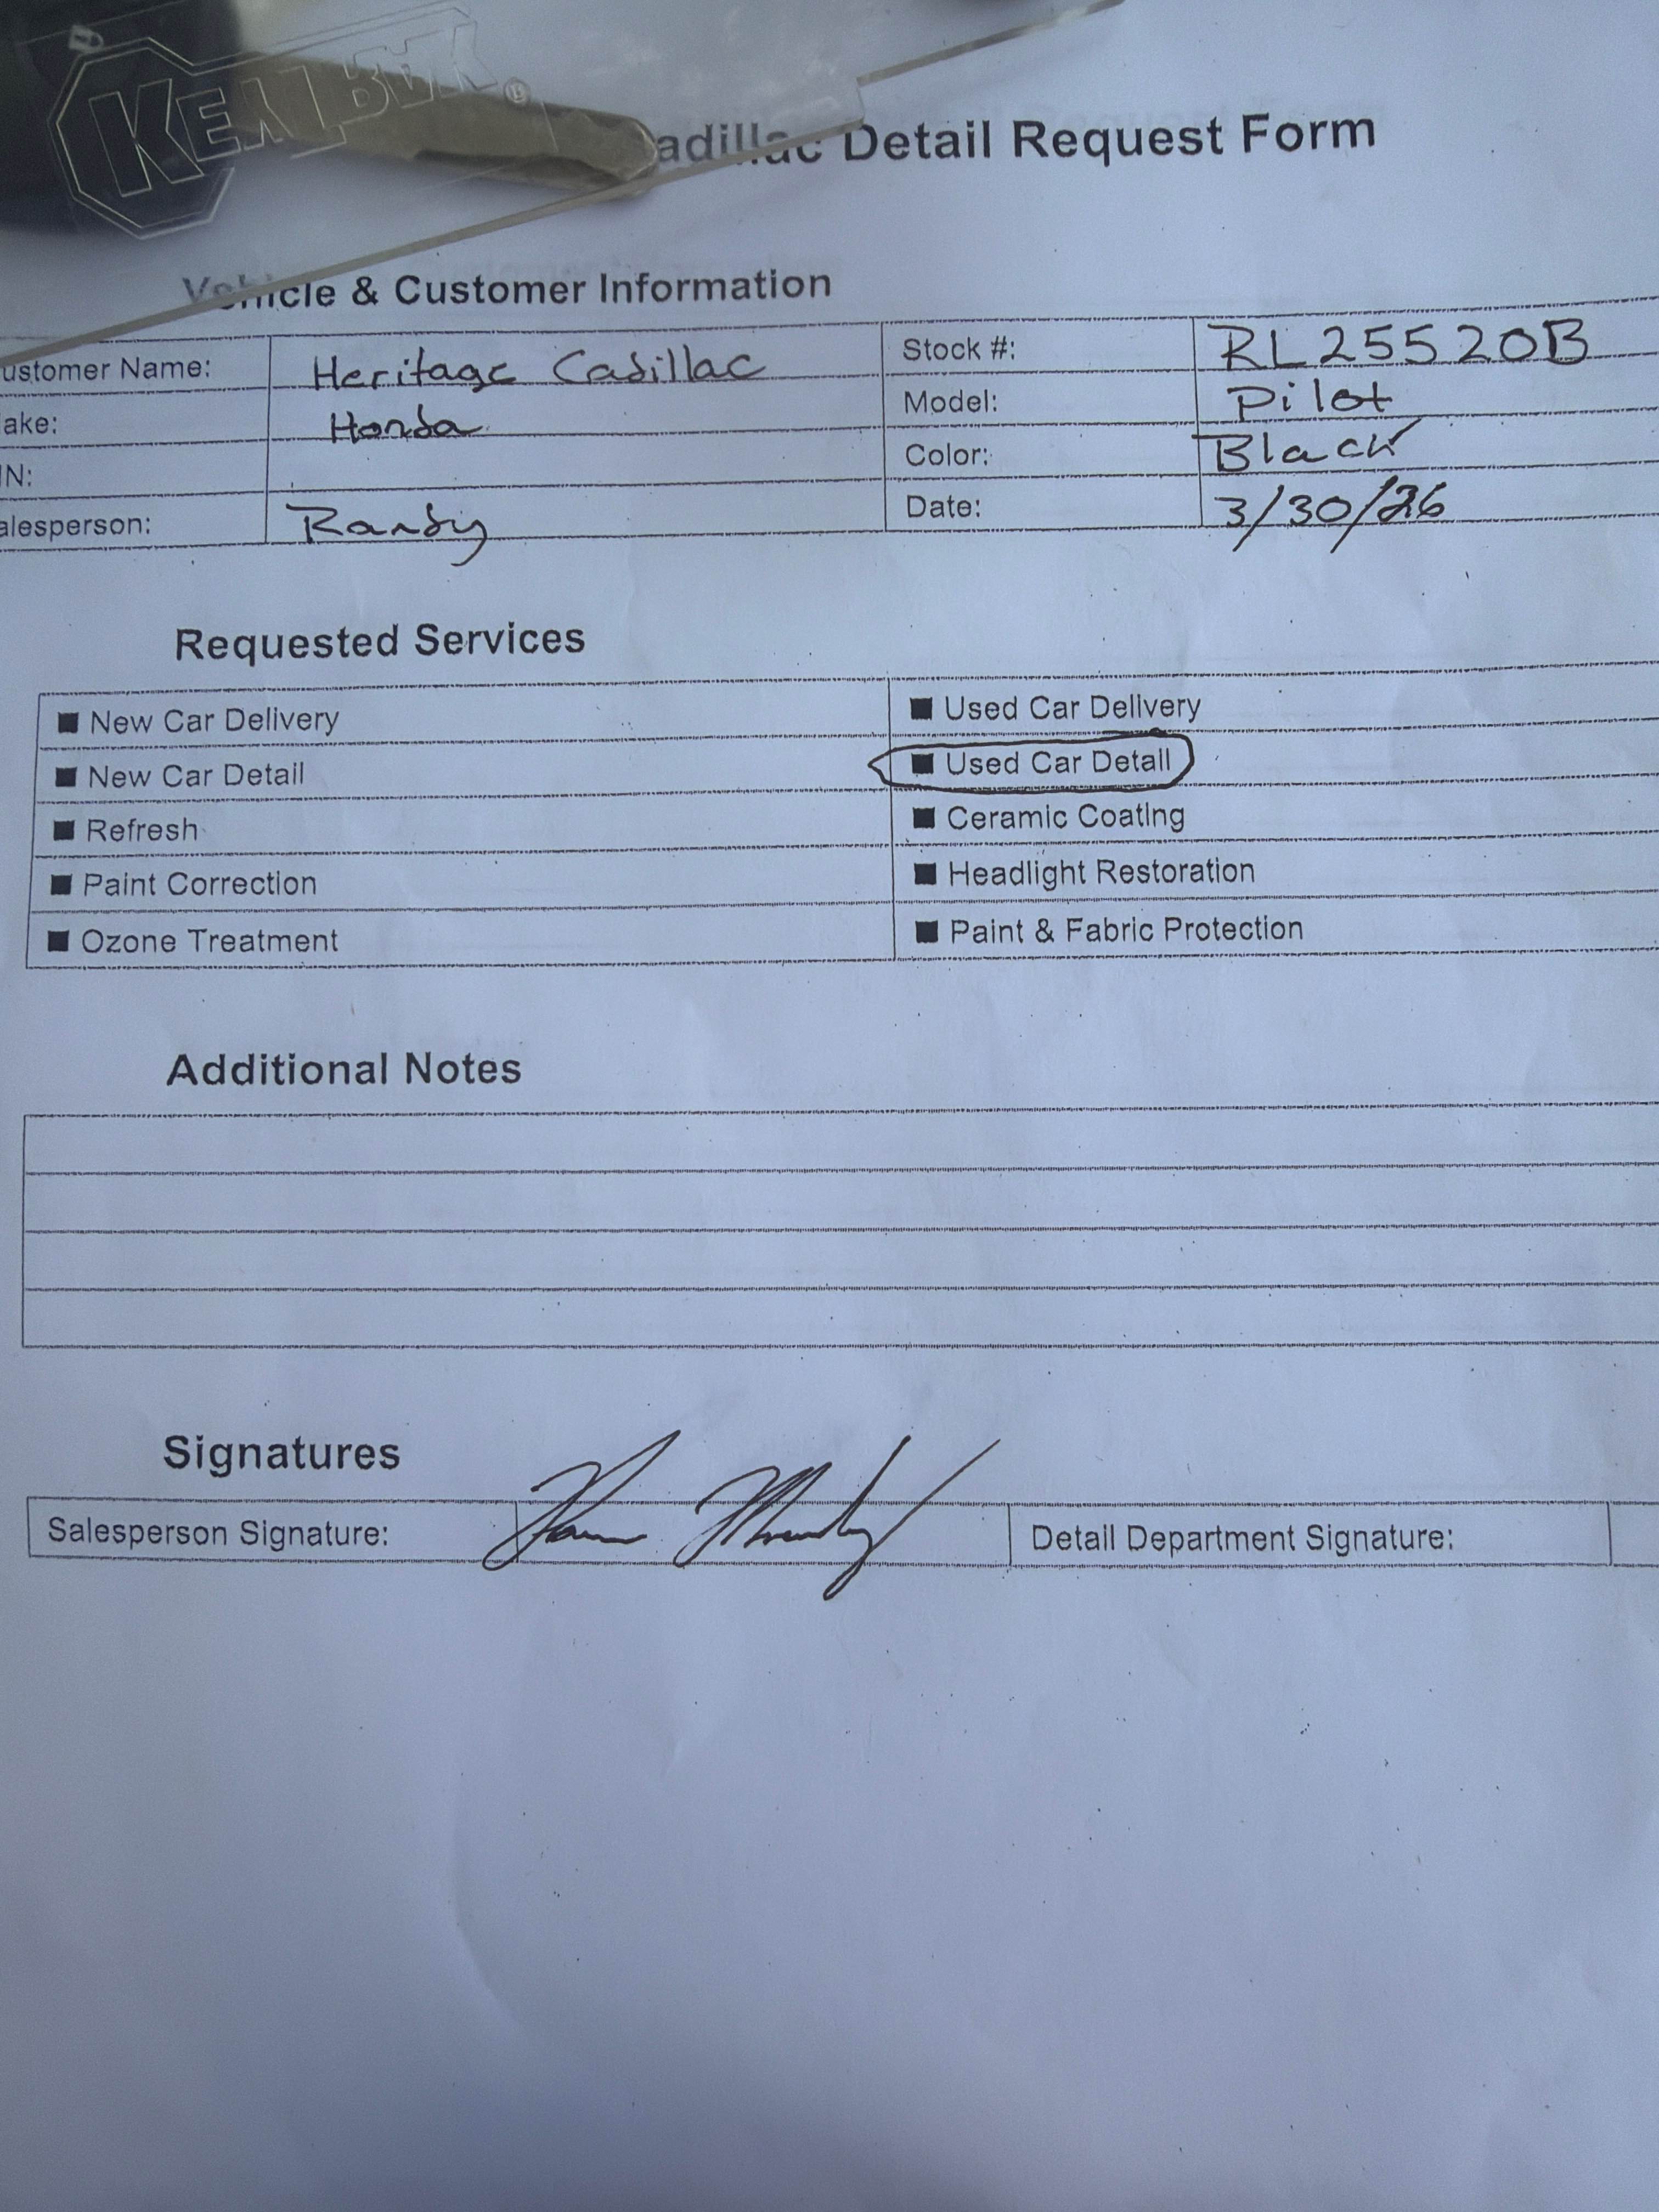 KEMBAR®
adillac Detail Request Form
Vehicle & Customer Information
ustomer Name: Heritage Cadillac Stock #: RL25520B
ake: Honda Model: Pilot
IN: Color: Black
alesperson: Randy Date: 3/30/26
Requested Services
■ New Car Delivery ■ Used Car Delivery
■ New Car Detail ■ Used Car Detail
■ Refresh ■ Ceramic Coating
■ Paint Correction ■ Headlight Restoration
■ Ozone Treatment ■ Paint & Fabric Protection
Additional Notes
Signatures
Salesperson Signature: Detail Department Signature: